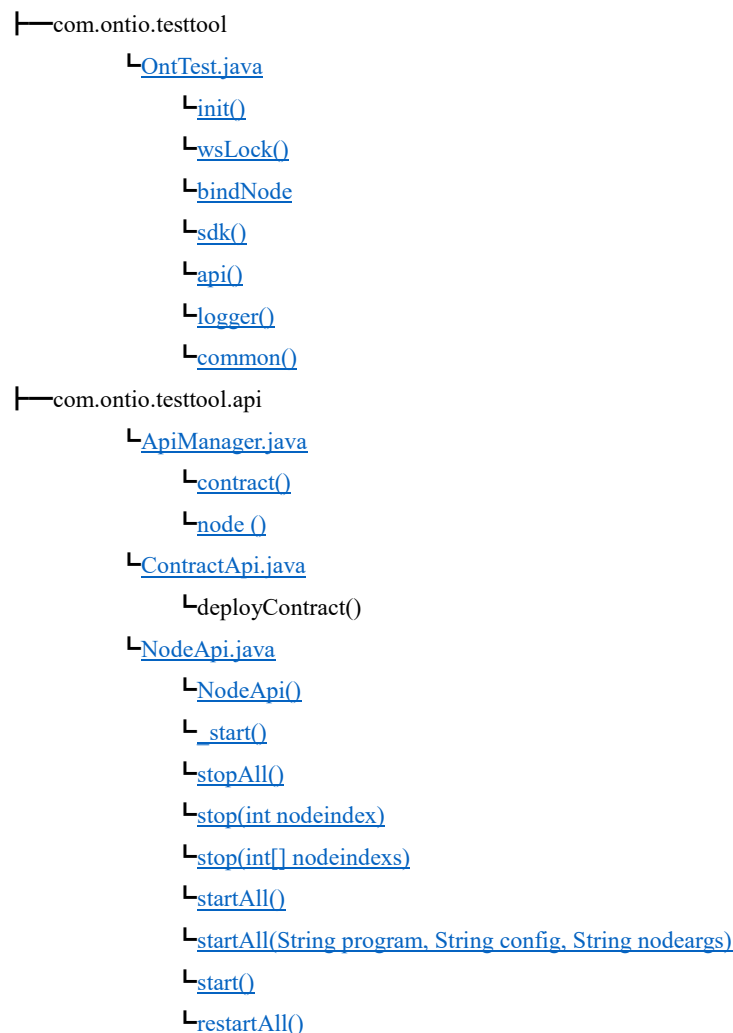 ├──com.ontio.testtool
┗OntTest.java
┗init()
┗wsLock()
┗bindNode
┗sdk()
┗api()
┗logger()
┗common()
├──com.ontio.testtool.api
┗ApiManager.java
┗contract()
┗node ()
┗ContractApi.java
┗deployContract()
┗NodeApi.java
┗NodeApi()
┗_start()
┗stopAll()
┗stop(int nodeindex)
┗stop(int[] nodeindexs)
┗startAll()
┗startAll(String program, String config, String nodeargs)
┗start()
┗restartAll()